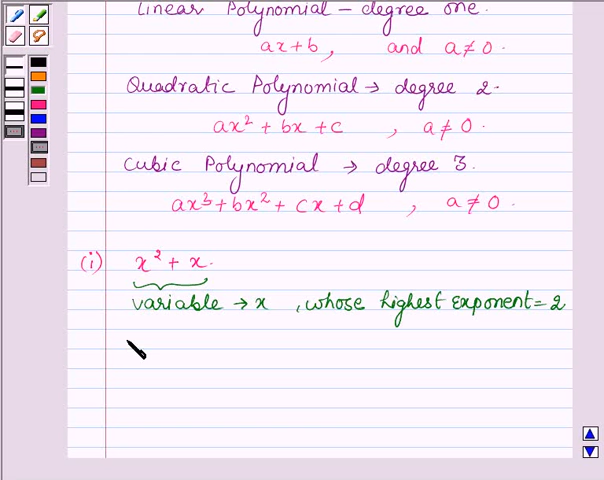 Linear Polynomial – degree one.
ax+b, and a≠0.
Quadratic Polynomial → degree 2.
ax² + bx + c , a≠0.
Cubic Polynomial → degree 3.
ax³ + bx² + cx + d , a≠0.
(i) x² + x.
variable → x , whose highest exponent = 2